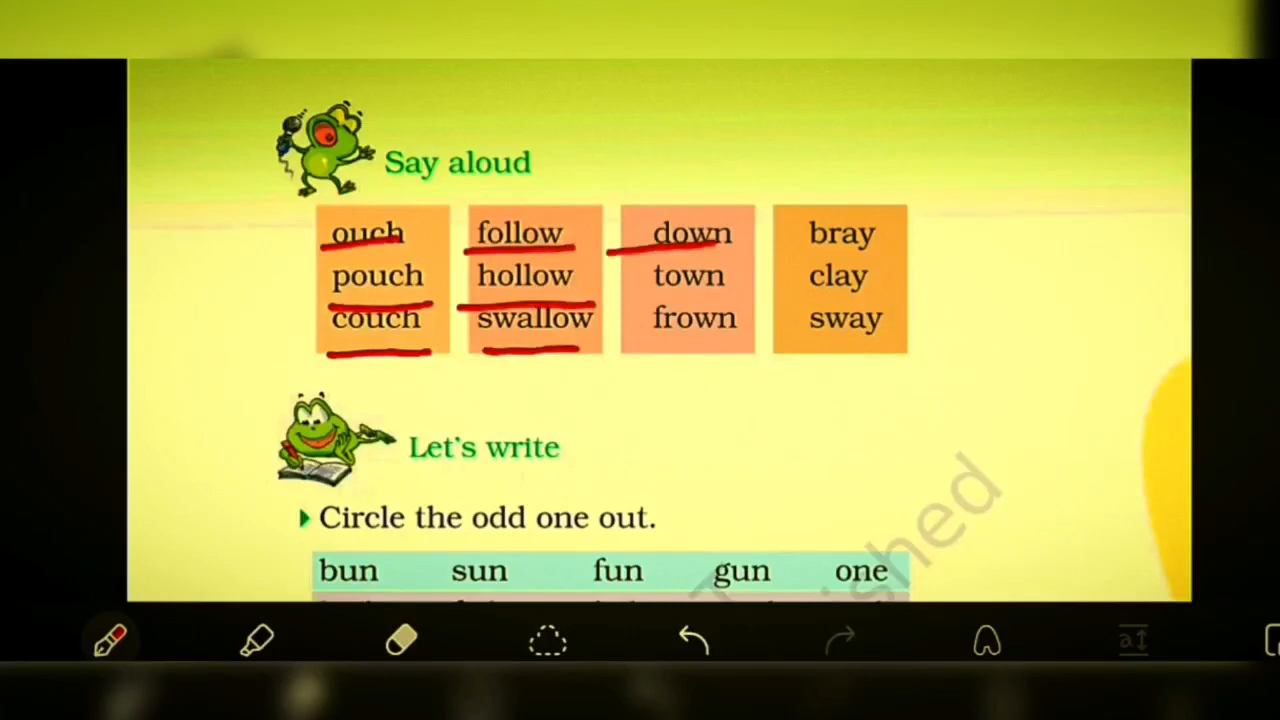 Say aloud
ouch follow down bray
pouch hollow town clay
couch swallow frown sway
Let's write
Circle the odd one out.
bun sun fun gun one
shed